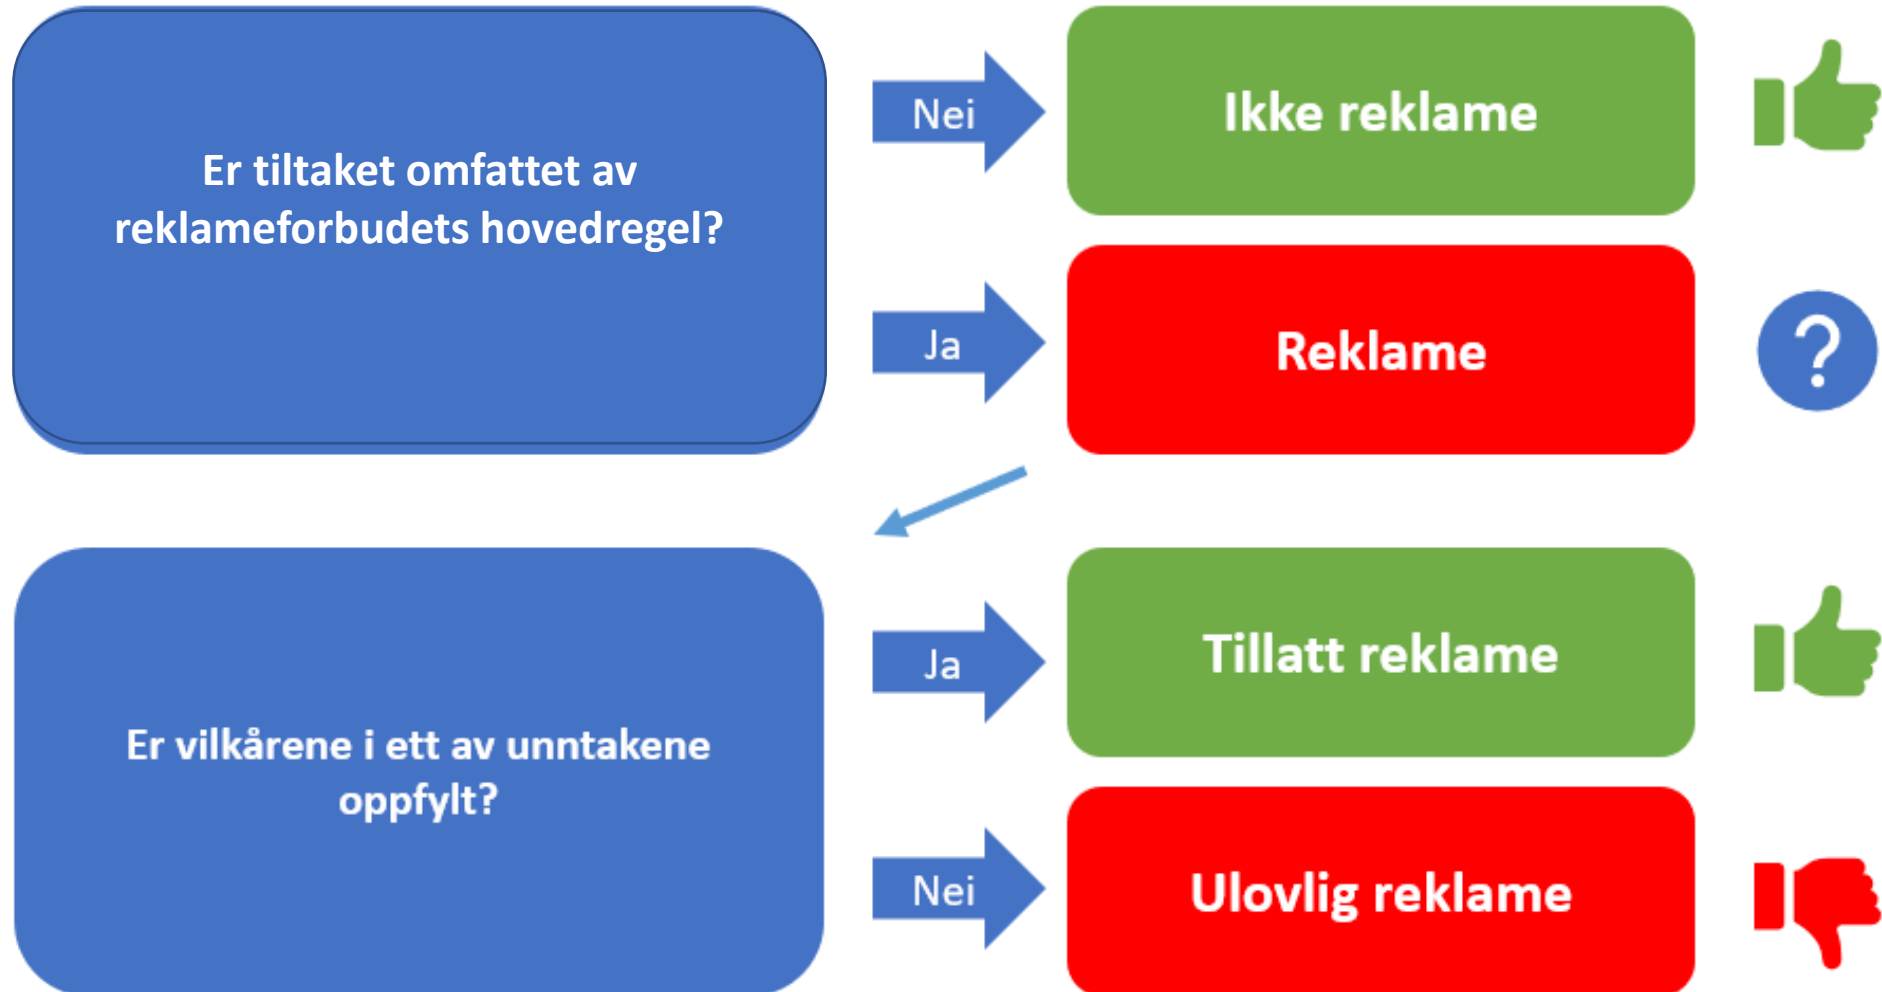 Er tiltaket omfattet av
reklameforbudets hovedregel?
Nei
Ikke reklame
Ja
Reklame
?
Er vilkårene i ett av unntakene
oppfylt?
Ja
Tillatt reklame
Nei
Ulovlig reklame